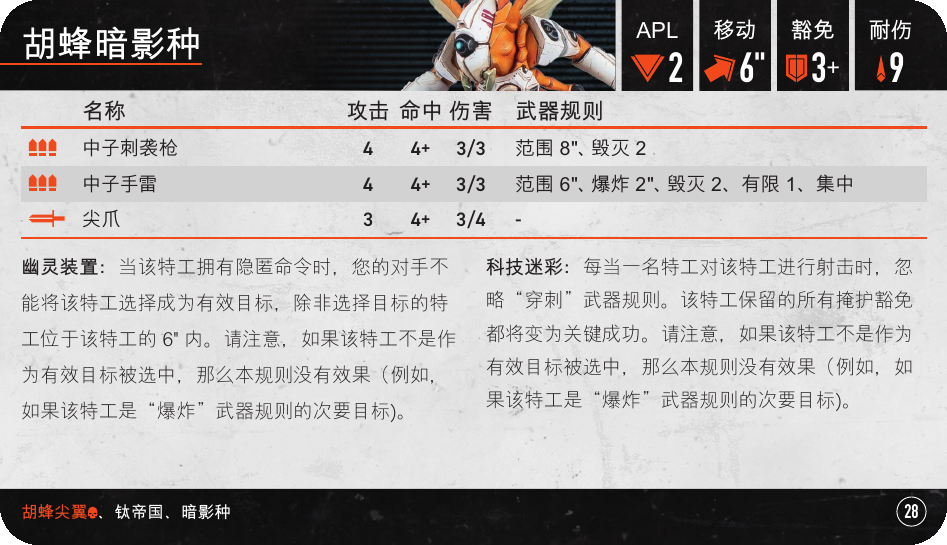 胡蜂暗影种
APL 移动 豁免 耐伤
2 6" 3+ 9
名称 攻击 命中 伤害 武器规则
中子刺袭枪 4 4+ 3/3 范围 8"、毁灭 2
中子手雷 4 4+ 3/3 范围 6"、爆炸 2"、毁灭 2、有限 1、集中
尖爪 3 4+ 3/4 -
幽灵装置：当该特工拥有隐匿命令时，您的对手不
能将该特工选择成为有效目标，除非选择目标的特
工位于该特工的 6" 内。请注意，如果该特工不是作
为有效目标被选中，那么本规则没有效果（例如，
如果该特工是“爆炸”武器规则的次要目标)。
科技迷彩：每当一名特工对该特工进行射击时，忽
略“穿刺”武器规则。该特工保留的所有掩护豁免
都将变为关键成功。请注意，如果该特工不是作为
有效目标被选中，那么本规则没有效果（例如，如
果该特工是“爆炸”武器规则的次要目标)。
胡蜂尖翼、钛帝国、暗影种
28